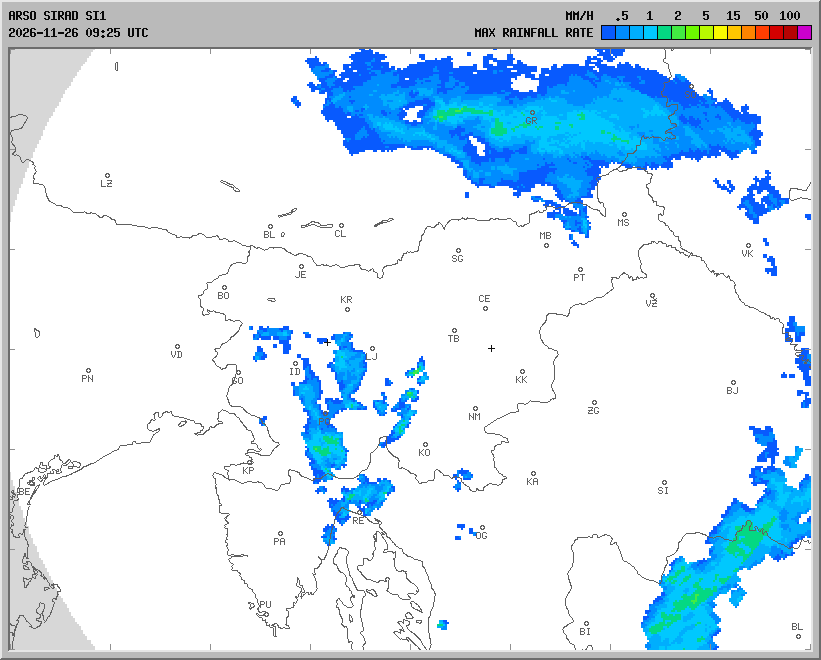 ARSO SIRAD SI1
MM/H .5 1 2 5 15 50 100
2026-11-26 09:25 UTC
MAX RAINFALL RATE
GR
LZ
MS
BL
CL
MB
VK
SG
JE
PT
BO
KR
CE
VZ
TB
VD
LJ
PN
GO
ID
KK
BJ
NM
ZG
KO
KP
KA
BE
SI
RE
PA
OG
PU
BI
BL